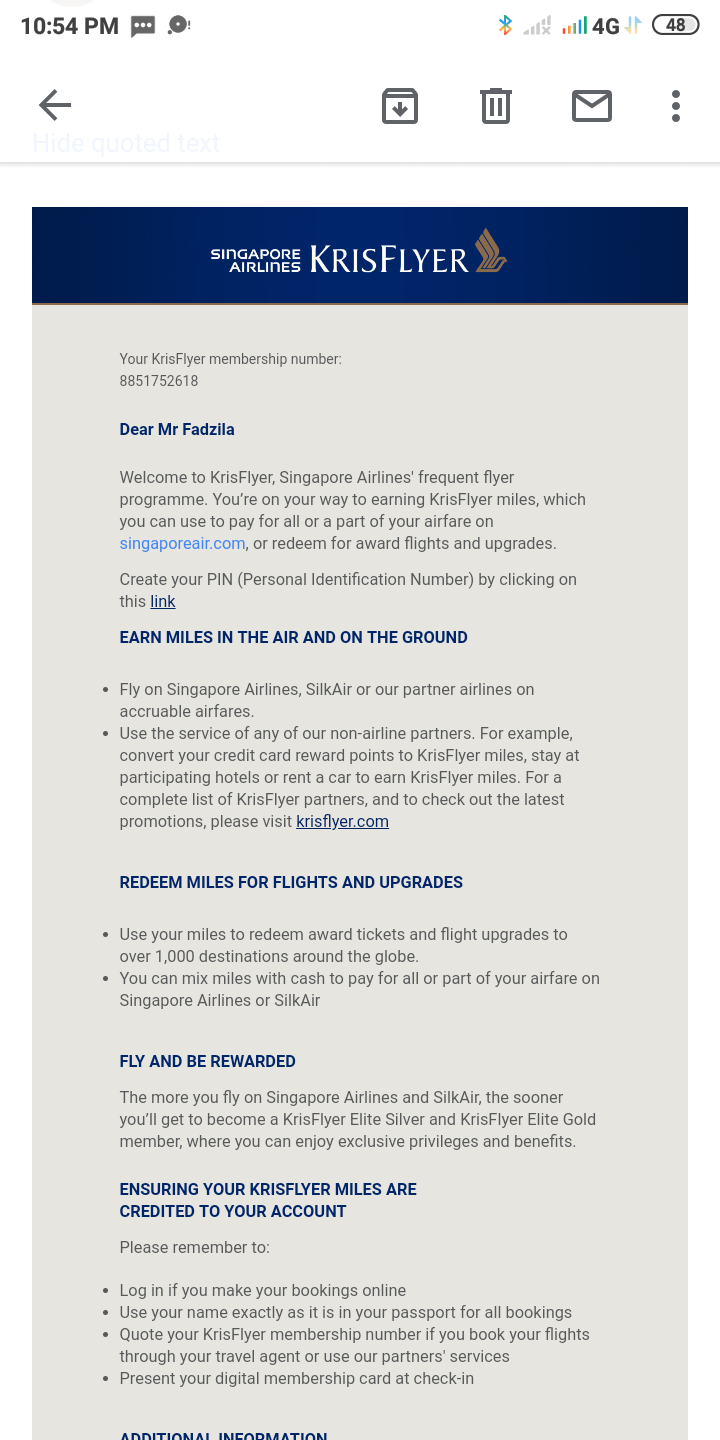 10:54 PM
4G
48
Hide quoted text
SINGAPORE
AIRLINES
KRISFLYER
Your KrisFlyer membership number:
8851752618
Dear Mr Fadzila
Welcome to KrisFlyer, Singapore Airlines' frequent flyer
programme. You’re on your way to earning KrisFlyer miles, which
you can use to pay for all or a part of your airfare on
singaporeair.com, or redeem for award flights and upgrades.
Create your PIN (Personal Identification Number) by clicking on
this link
EARN MILES IN THE AIR AND ON THE GROUND
• Fly on Singapore Airlines, SilkAir or our partner airlines on
accruable airfares.
• Use the service of any of our non-airline partners. For example,
convert your credit card reward points to KrisFlyer miles, stay at
participating hotels or rent a car to earn KrisFlyer miles. For a
complete list of KrisFlyer partners, and to check out the latest
promotions, please visit krisflyer.com
REDEEM MILES FOR FLIGHTS AND UPGRADES
• Use your miles to redeem award tickets and flight upgrades to
over 1,000 destinations around the globe.
• You can mix miles with cash to pay for all or part of your airfare on
Singapore Airlines or SilkAir
FLY AND BE REWARDED
The more you fly on Singapore Airlines and SilkAir, the sooner
you’ll get to become a KrisFlyer Elite Silver and KrisFlyer Elite Gold
member, where you can enjoy exclusive privileges and benefits.
ENSURING YOUR KRISFLYER MILES ARE
CREDITED TO YOUR ACCOUNT
Please remember to:
• Log in if you make your bookings online
• Use your name exactly as it is in your passport for all bookings
• Quote your KrisFlyer membership number if you book your flights
through your travel agent or use our partners' services
• Present your digital membership card at check-in
ADDITIONAL INFORMATION